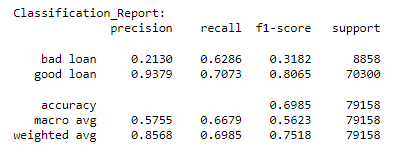 Classification_Report:
precision recall f1-score support
bad loan 0.2130 0.6286 0.3182 8858
good loan 0.9379 0.7073 0.8065 70300
accuracy 0.6985 79158
macro avg 0.5755 0.6679 0.5623 79158
weighted avg 0.8568 0.6985 0.7518 79158